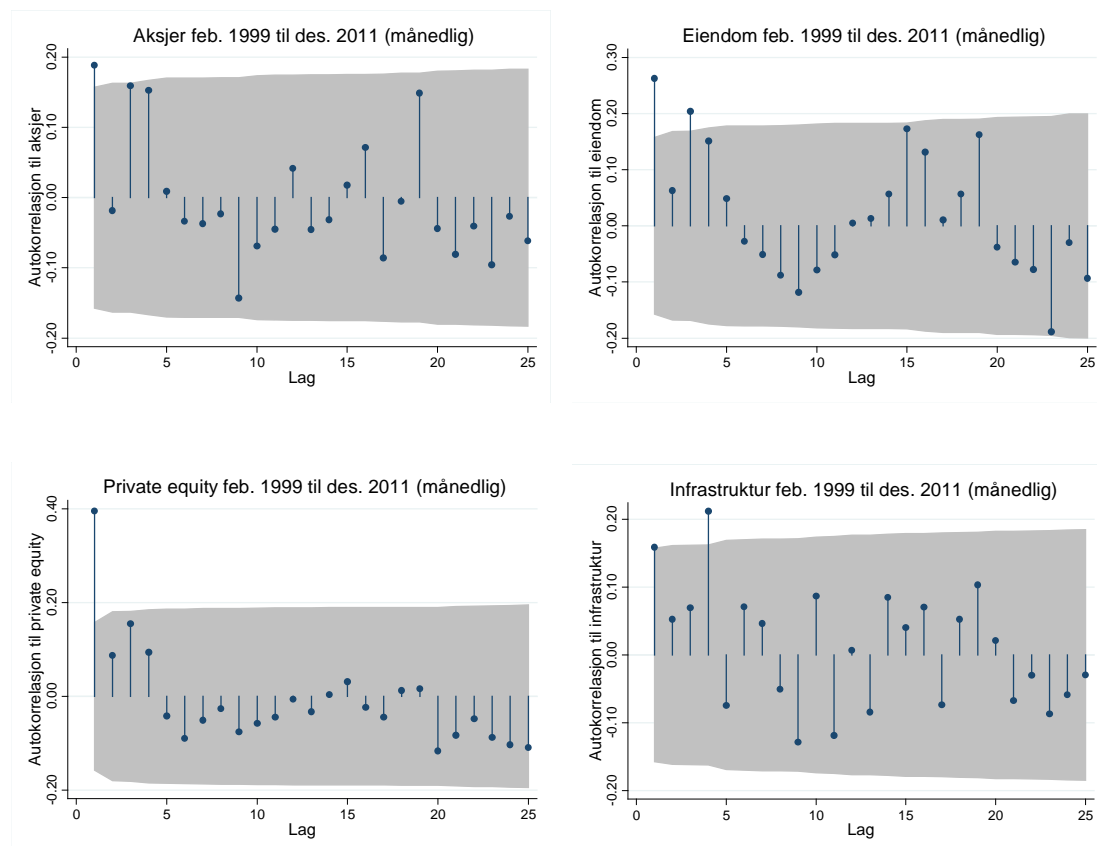 Aksjer feb. 1999 til des. 2011 (månedlig)
Autokorrelasjon til aksjer
0.20
0.10
0.00
-0.10
-0.20
0 5 10 15 20 25
Lag
Eiendom feb. 1999 til des. 2011 (månedlig)
Autokorrelasjon til eiendom
0.30
0.20
0.10
0.00
-0.10
-0.20
0 5 10 15 20 25
Lag
Private equity feb. 1999 til des. 2011 (månedlig)
Autokorrelasjon til private equity
0.40
0.20
0.00
-0.20
0 5 10 15 20 25
Lag
Infrastruktur feb. 1999 til des. 2011 (månedlig)
Autokorrelasjon til infrastruktur
0.20
0.10
0.00
-0.10
-0.20
0 5 10 15 20 25
Lag